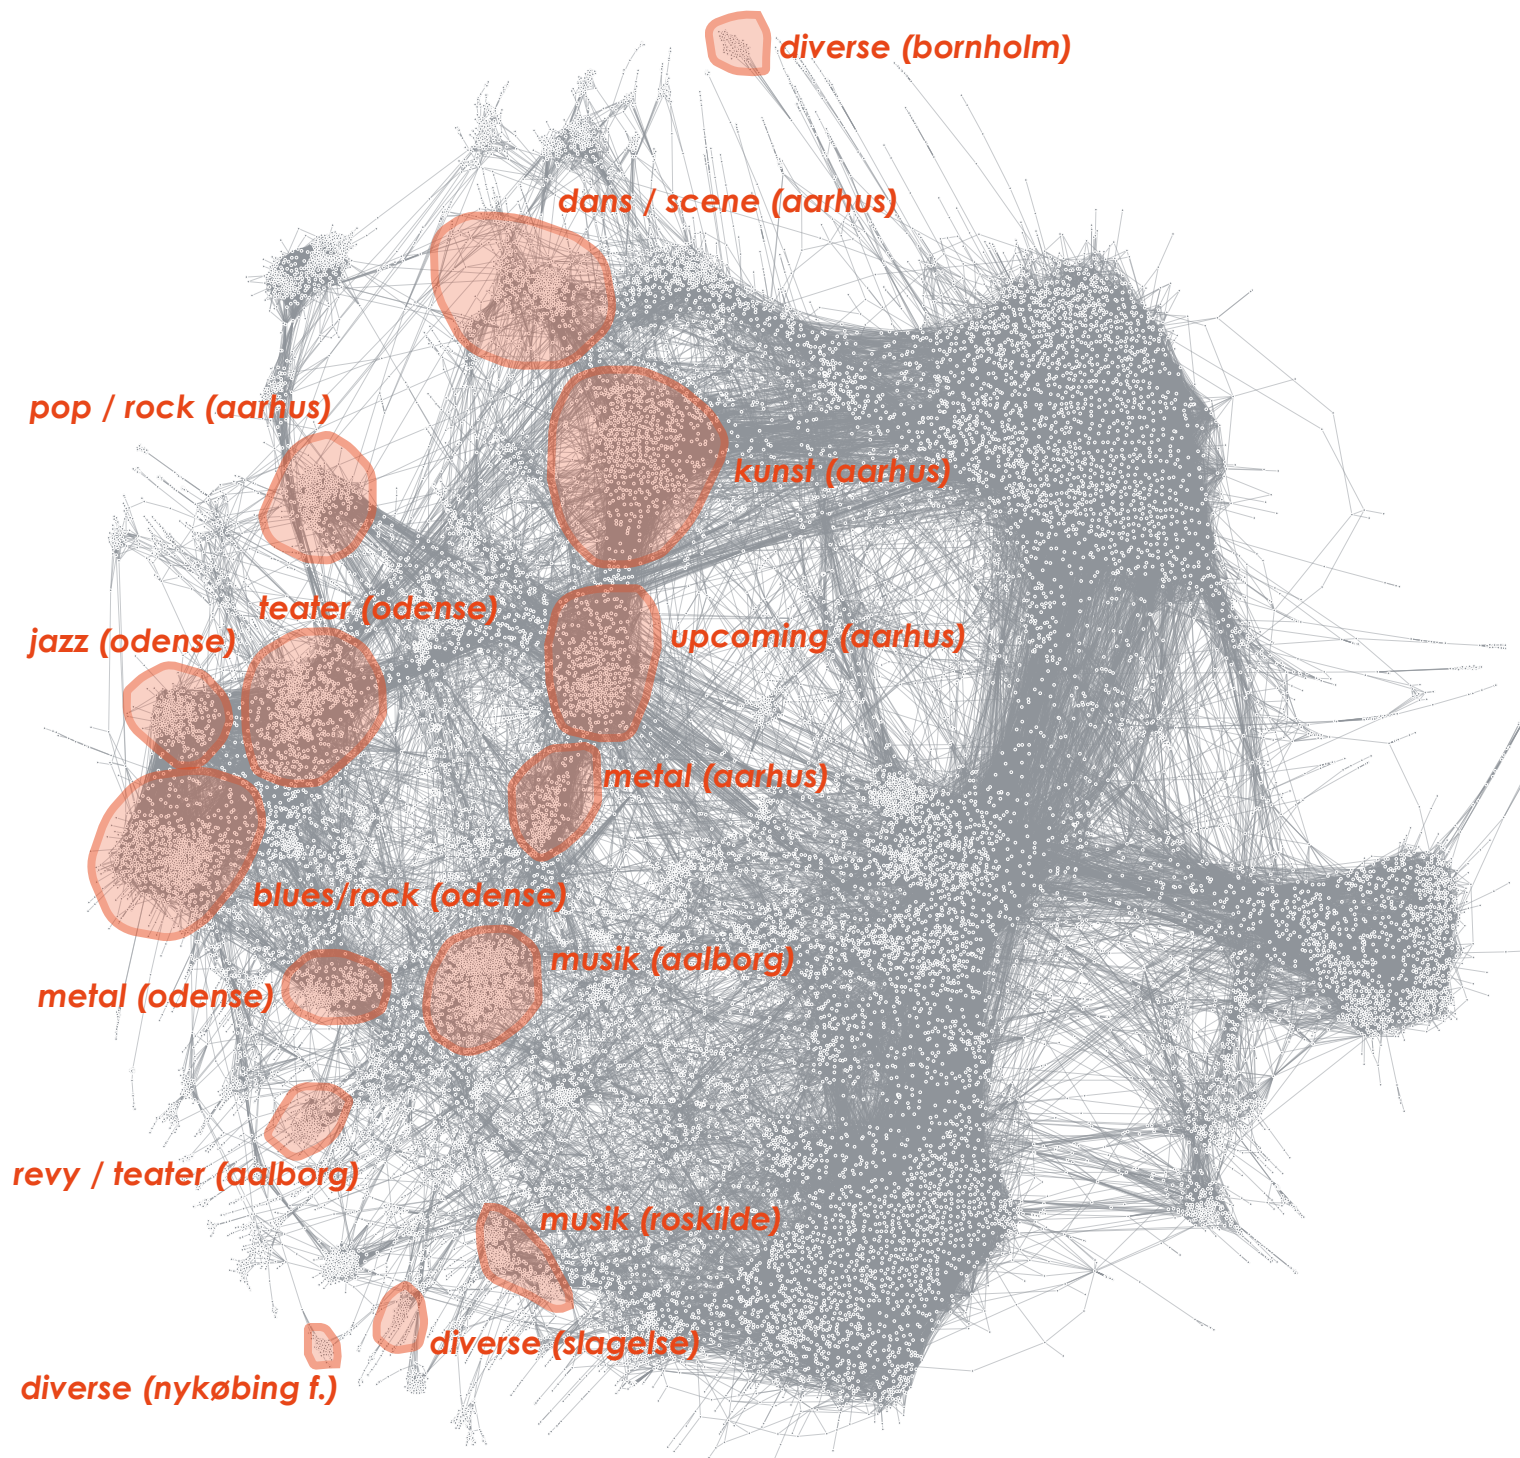 diverse (bornholm)
dans / scene (aarhus)
pop / rock (aarhus)
kunst (aarhus)
teater (odense)
jazz (odense)
upcoming (aarhus)
metal (aarhus)
blues/rock (odense)
musik (aalborg)
metal (odense)
revy / teater (aalborg)
musik (roskilde)
diverse (slagelse)
diverse (nykøbing f.)